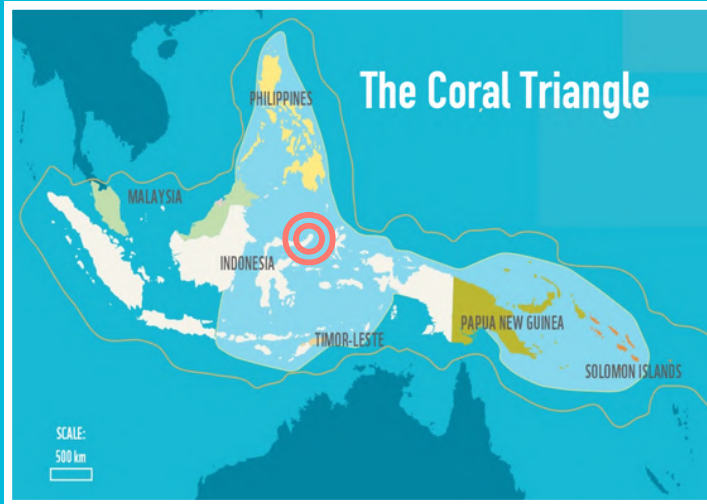 The Coral Triangle
PHILIPPINES
MALAYSIA
INDONESIA
PAPUA NEW GUINEA
TIMOR-LESTE
SOLOMON ISLANDS
SCALE:
500 km